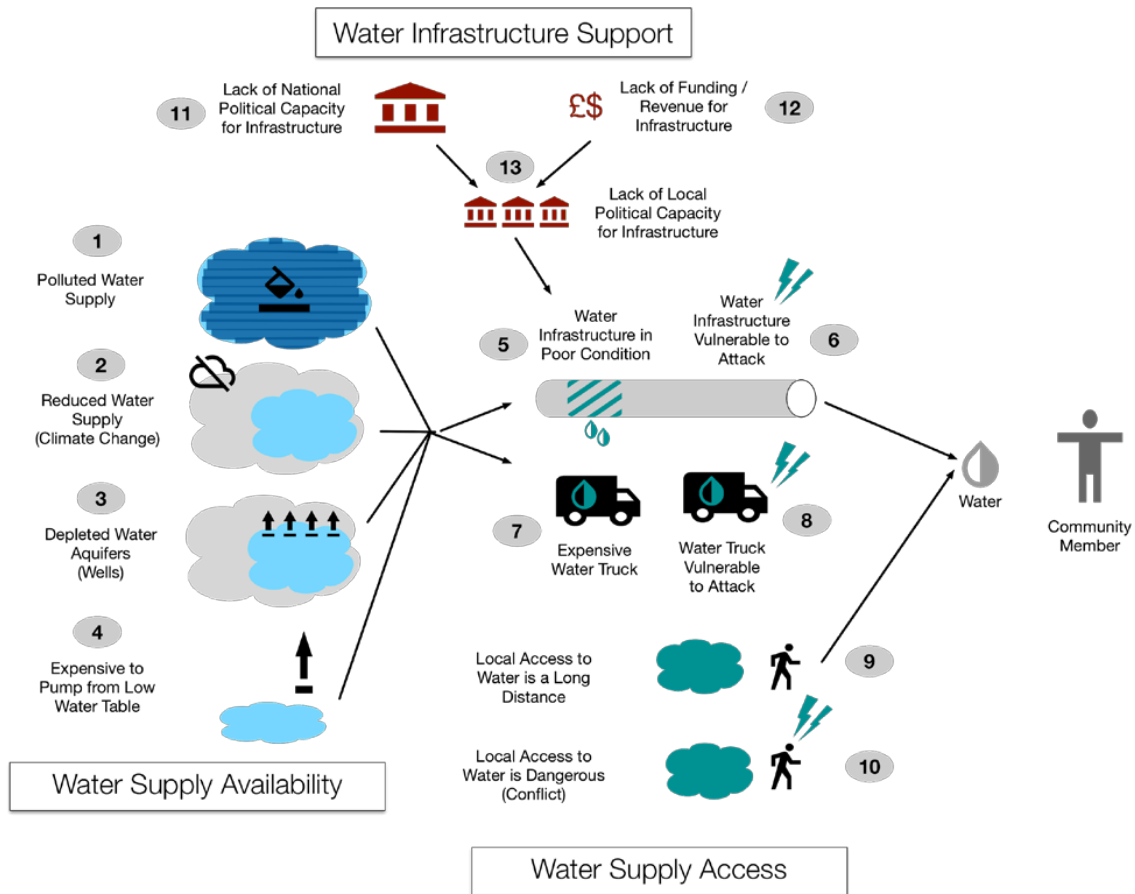 Water Infrastructure Support
11
Lack of National
Political Capacity
for Infrastructure
£$
Lack of Funding /
Revenue for
Infrastructure
12
13
Lack of Local
Political Capacity
for Infrastructure
1
Polluted Water
Supply
2
Reduced Water
Supply
(Climate Change)
3
Depleted Water
Aquifers
(Wells)
4
Expensive to
Pump from Low
Water Table
Water Supply Availability
5
Water
Infrastructure in
Poor Condition
Water
Infrastructure
Vulnerable to
Attack
6
7
Expensive
Water Truck
Water Truck
Vulnerable
to Attack
8
Water
Community
Member
Local Access to
Water is a Long
Distance
9
Local Access to
Water is Dangerous
(Conflict)
10
Water Supply Access